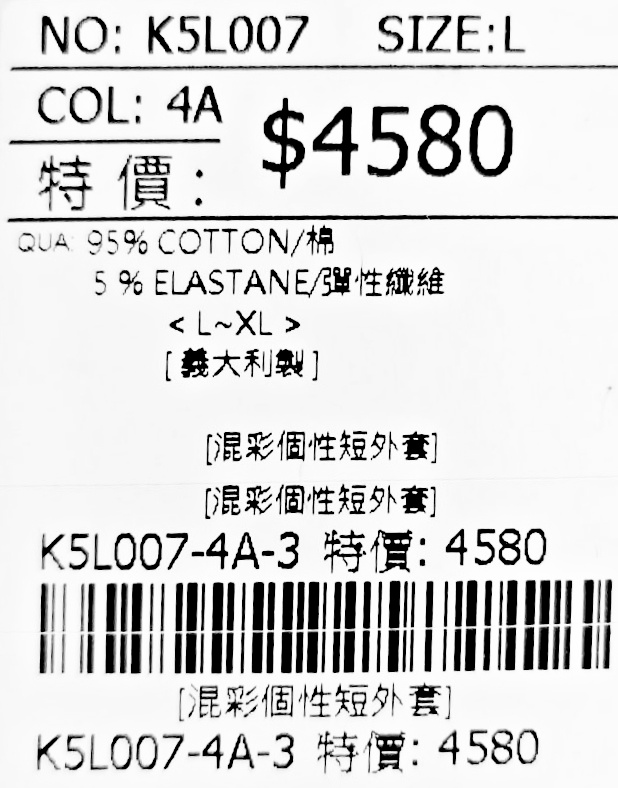 NO: K5L007 SIZE:L
COL: 4A
特價: $4580
QUA: 95% COTTON/棉
5 % ELASTANE/彈性纖維
< L~XL >
[義大利製]
[混彩個性短外套]
[混彩個性短外套]
K5L007-4A-3 特價: 4580
[混彩個性短外套]
K5L007-4A-3 特價: 4580